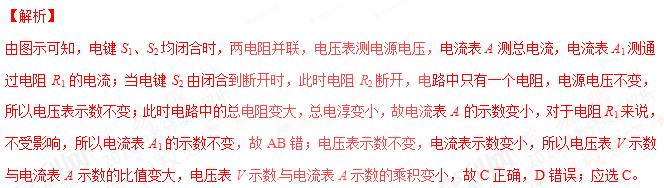 【解析】
由图示可知，电键 S1、S2 均闭合时，两电阻并联，电压表测电源电压，电流表 A 测总电流，电流表 A1 测通
过电阻 R1 的电流；当电键 S2 由闭合到断开时，此时电阻 R2 断开，电路中只有一个电阻，电源电压不变，
所以电压表示数不变；此时电路中的总电阻变大，总电淳变小，故电流表 A 的示数变小，对于电阻 R1 来说，
不受影响，所以电流表 A1 的示数不变，故 AB 错；电压表示数不变，电流表示数变小，所以电压表 V 示数
与电流表 A 示数的比值变大，电压表 V 示数与电流表 A 示数的乘积变小，故 C 正确，D 错误；应选 C。